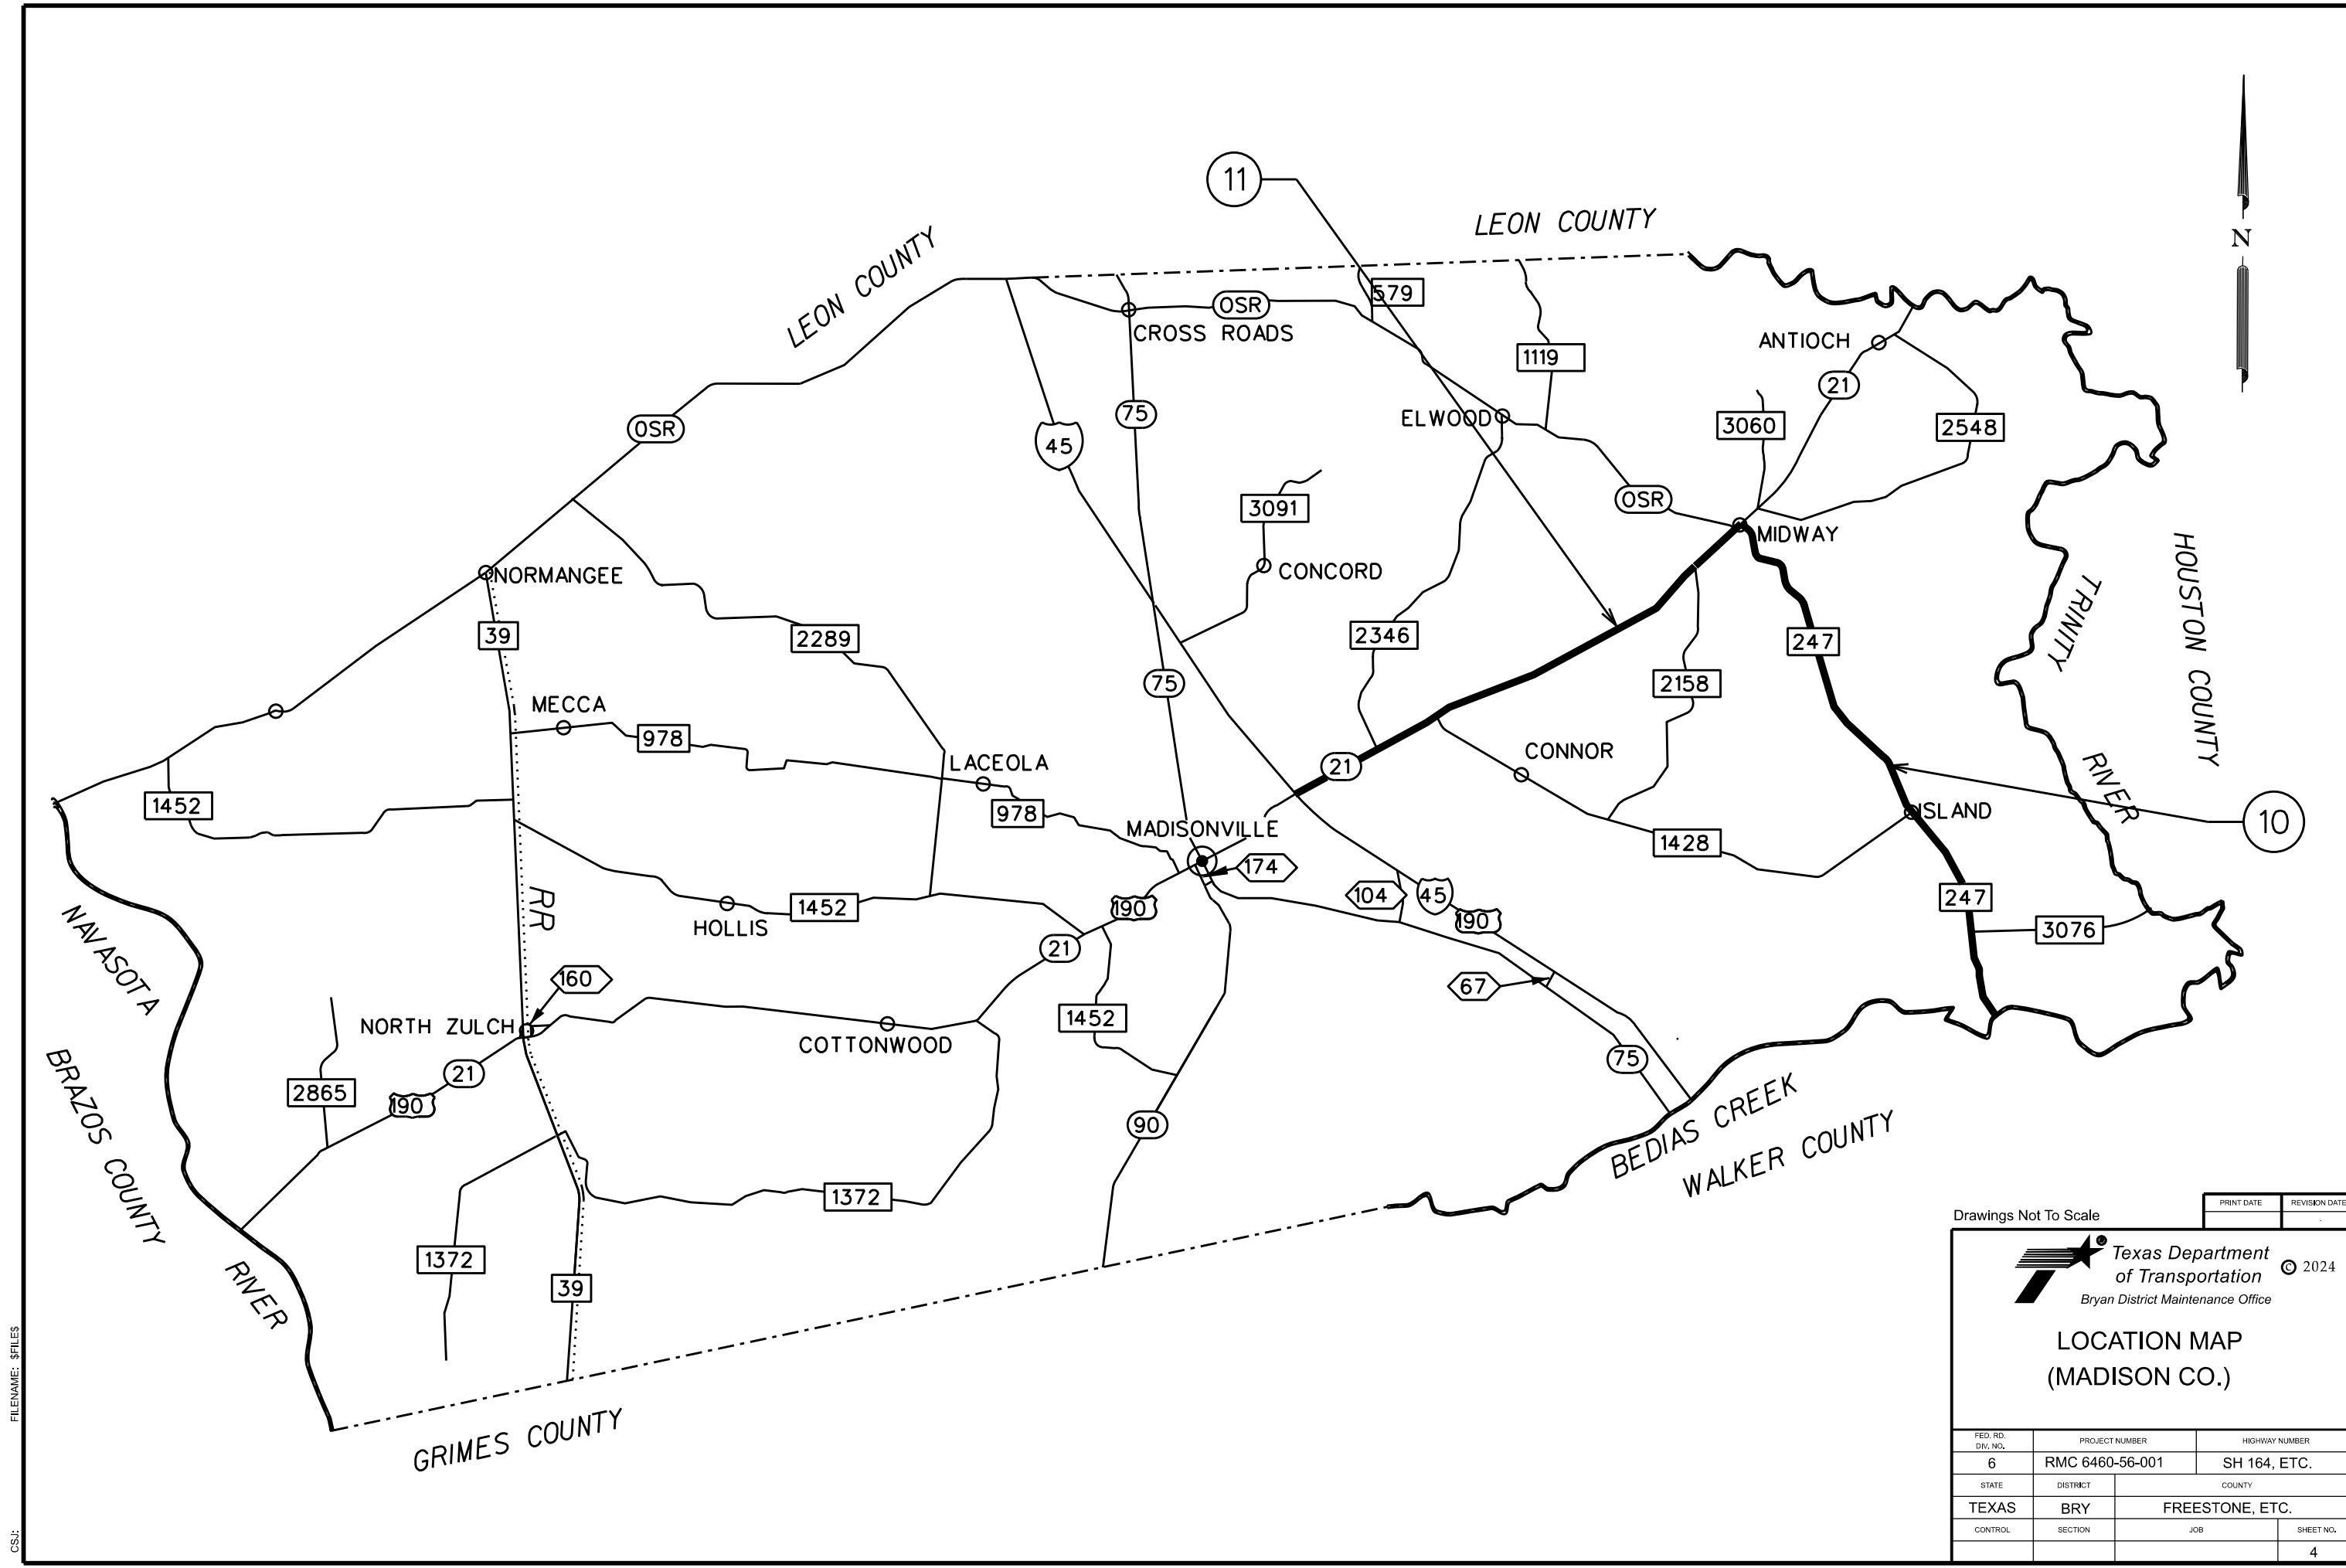 11
LEON COUNTY
LEON COUNTY
N
579
OSR
CROSS ROADS
1119
ANTIOCH
21
75
ELWOOD
3060
2548
OSR
45
3091
OSR
MIDWAY
HOUSTON COUNTY
NORMANGEE
CONCORD
TRINITY
RIVER
39
2289
2346
247
75
2158
MECCA
978
LACEOLA
CONNOR
21
1452
978
MADISONVILLE
ISLAND
10
1428
174
104
45
247
RR
HOLLIS
1452
190
190
3076
21
NAVASOTA
RIVER
160
67
NORTH ZULCH
COTTONWOOD
1452
75
21
2865
190
90
BRAZOS COUNTY
BEDIAS CREEK
WALKER COUNTY
1372
1372
39
GRIMES COUNTY
Drawings Not To Scale
PRINT DATE
REVISION DATE
Texas Department
of Transportation
© 2024
Bryan District Maintenance Office
LOCATION MAP
(MADISON CO.)
FED. RD.
DIV. NO.
PROJECT NUMBER
HIGHWAY NUMBER
6
RMC 6460-56-001
SH 164, ETC.
STATE
DISTRICT
COUNTY
TEXAS
BRY
FREESTONE, ETC.
CONTROL
SECTION
JOB
SHEET NO.
4
FILENAME: $FILE$
CSJ: